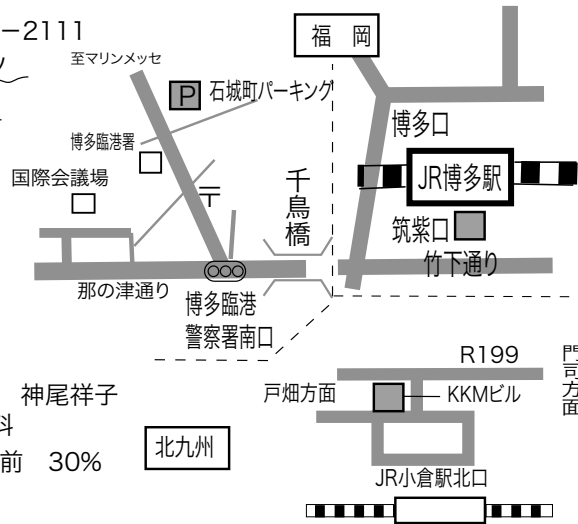 −2111
至マリンメッセ
P 石城町パーキング
博多臨港署
国際会議場
〒
千鳥橋
那の津通り
博多臨港
警察署南口
福 岡
博多口
JR博多駅
筑紫口
竹下通り
神尾祥子
科
前 30%
北九州
R199
戸畑方面
KKMビル
門司方面
JR小倉駅北口